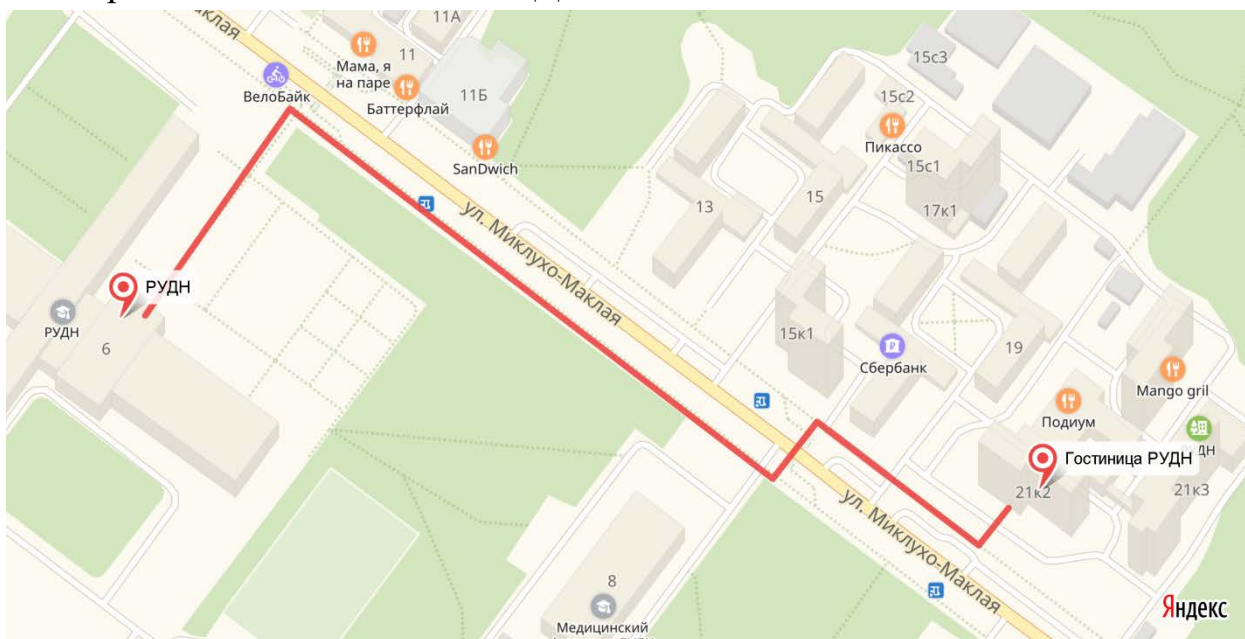 11А
11
Мама, я
на паре
ВелоБайк
Баттерфляй
11Б
SanDwich
15с3
15с2
Пикассо
15с1
13
15
17к1
ул. Миклухо-Маклая
РУДН
РУДН
6
15к1
Сбербанк
19
Mango gril
Подиум
Гостиница РУДН
21к2
21к3
ул. Миклухо-Маклая
8
Медицинский
Яндекс